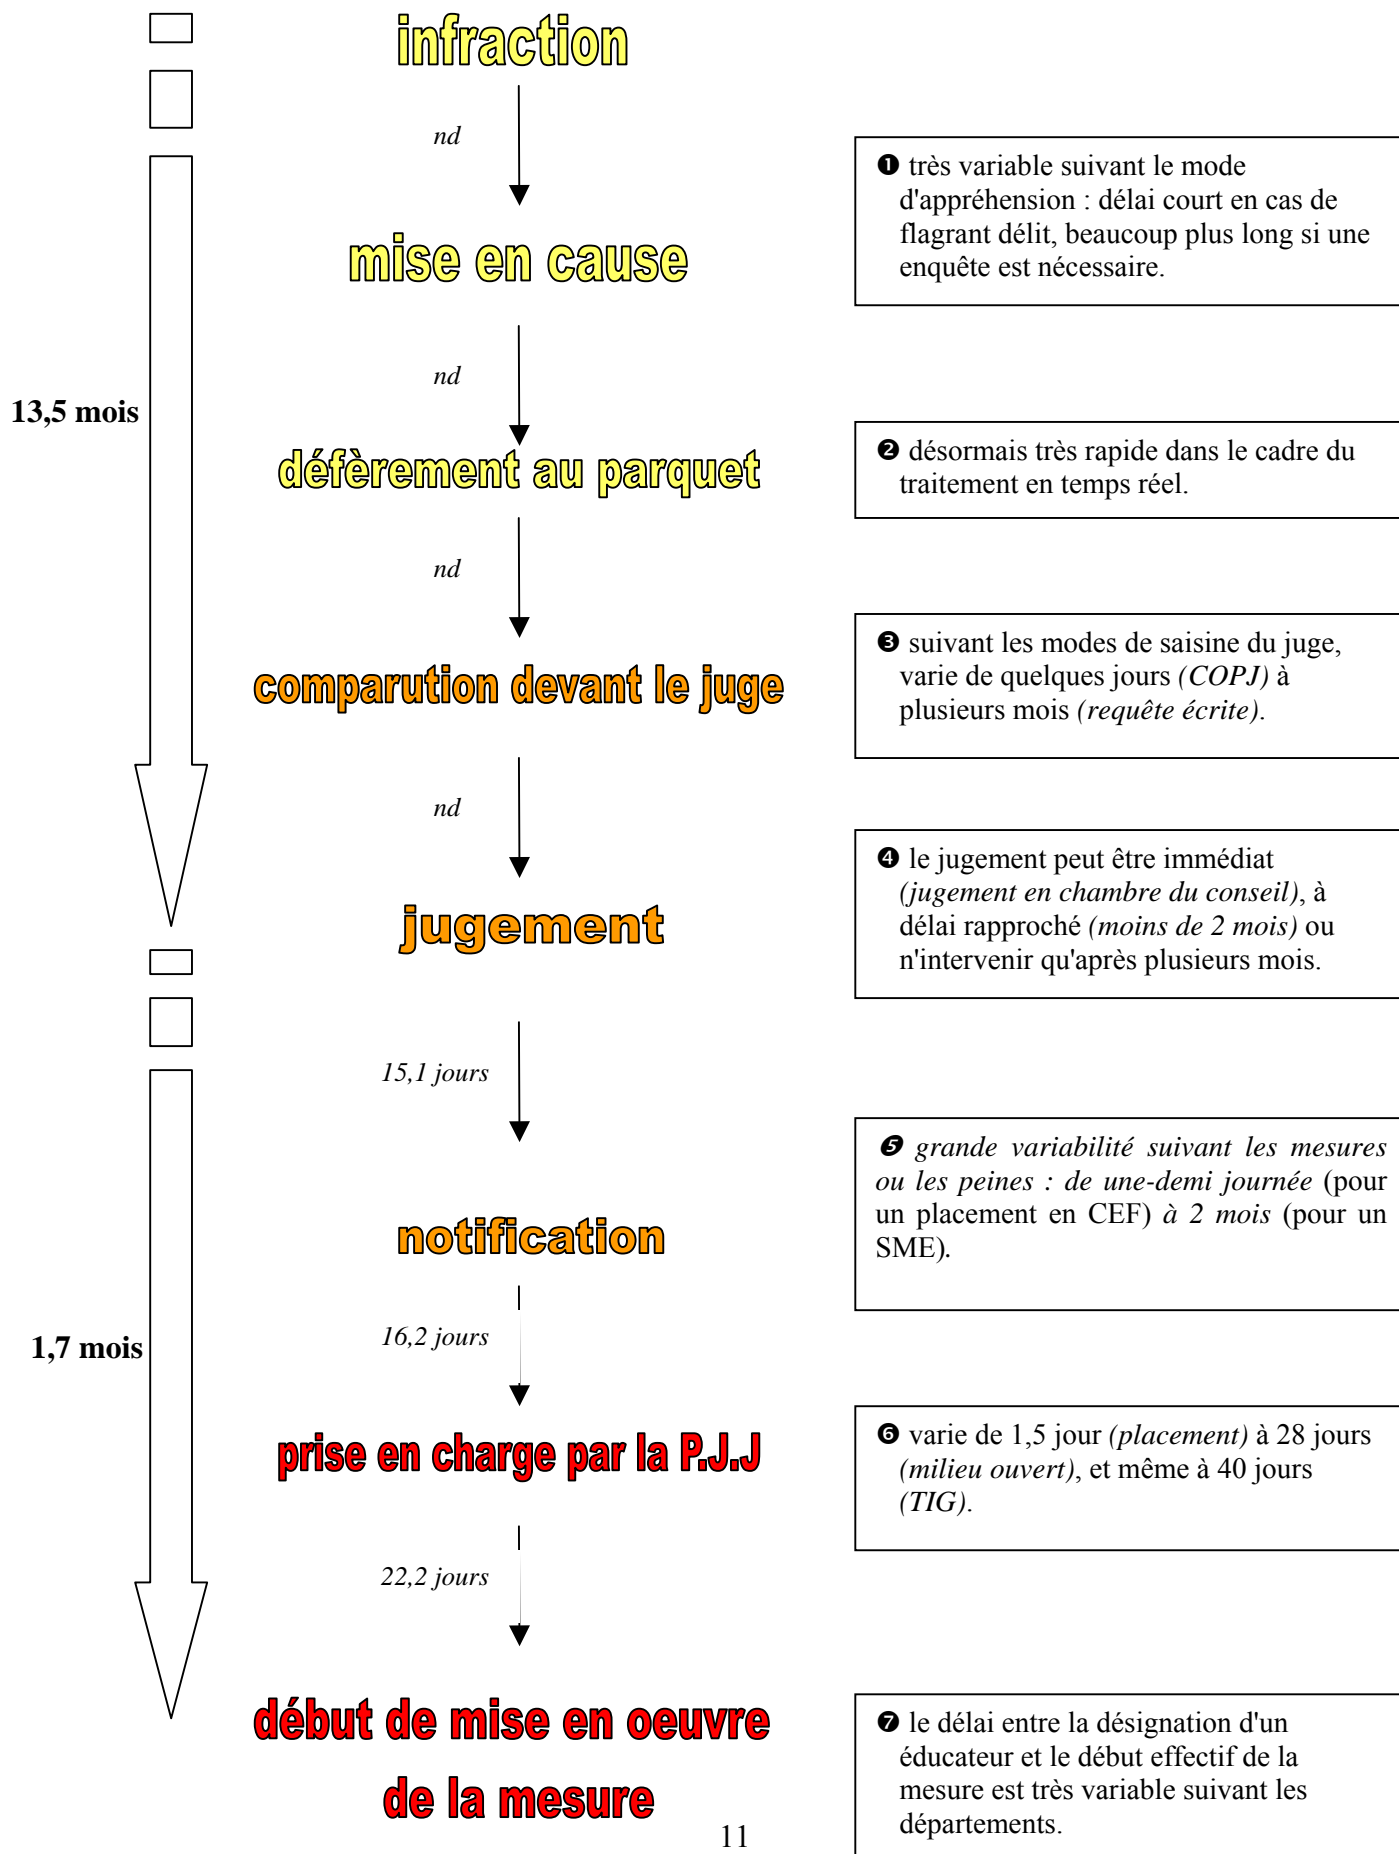 infraction
nd
❶ très variable suivant le mode
d'appréhension : délai court en cas de
flagrant délit, beaucoup plus long si une
enquête est nécessaire.
mise en cause
nd
13,5 mois
défèrement au parquet
❷ désormais très rapide dans le cadre du
traitement en temps réel.
nd
comparution devant le juge
❸ suivant les modes de saisine du juge,
varie de quelques jours (COPJ) à
plusieurs mois (requête écrite).
nd
jugement
❹ le jugement peut être immédiat
(jugement en chambre du conseil), à
délai rapproché (moins de 2 mois) ou
n'intervenir qu'après plusieurs mois.
15,1 jours
notification
❺ grande variabilité suivant les mesures
ou les peines : de une-demi journée (pour
un placement en CEF) à 2 mois (pour un
SME).
16,2 jours
1,7 mois
prise en charge par la P.J.J
❻ varie de 1,5 jour (placement) à 28 jours
(milieu ouvert), et même à 40 jours
(TIG).
22,2 jours
début de mise en oeuvre
de la mesure
❼ le délai entre la désignation d'un
éducateur et le début effectif de la
mesure est très variable suivant les
départements.
11